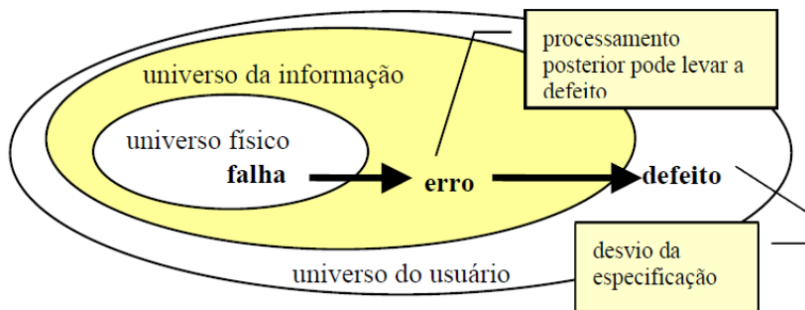 processamento
posterior pode levar a
defeito
universo da informação
universo físico
falha
erro
defeito
universo do usuário
desvio da
especificação